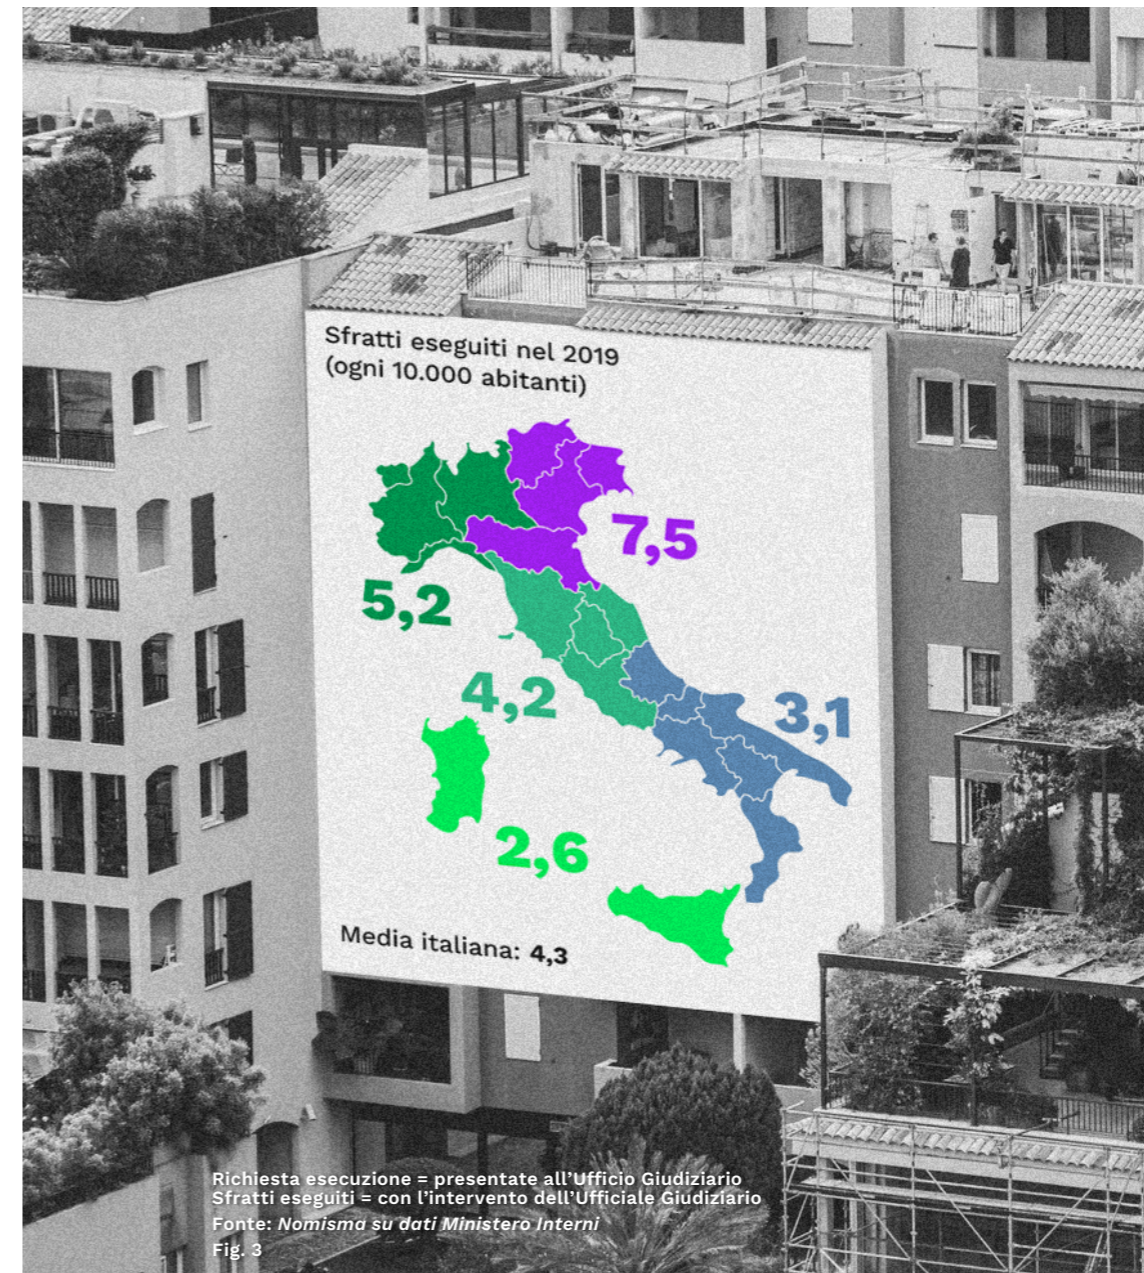 Sfratti eseguiti nel 2019
(ogni 10.000 abitanti)
7,5
5,2
4,2
3,1
2,6
Media italiana: 4,3
Richiesta esecuzione = presentate all'Ufficio Giudiziario
Sfratti eseguiti = con l'intervento dell'Ufficiale Giudiziario
Fonte: Nomisma su dati Ministero Interni
Fig. 3